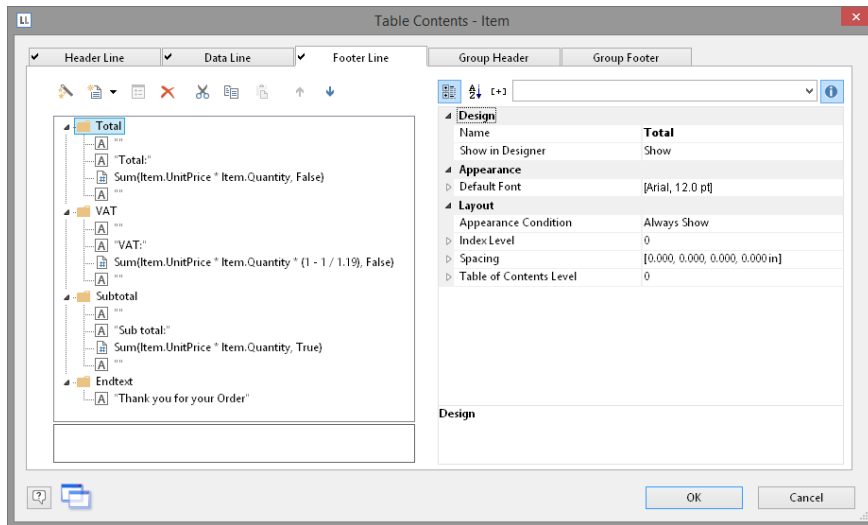 LL
Table Contents - Item
Header Line
Data Line
Footer Line
Group Header
Group Footer
Total
A ""
A "Total:"
Sum(Item.UnitPrice * Item.Quantity, False)
A ""
VAT
A ""
A "VAT:"
Sum(Item.UnitPrice * Item.Quantity * (1 - 1 / 1.19), False)
A ""
Subtotal
A ""
A "Sub total:"
Sum(Item.UnitPrice * Item.Quantity, True)
A ""
Endtext
A "Thank you for your Order"
Design
Name Total
Show in Designer Show
Appearance
Default Font [Arial, 12.0 pt]
Layout
Appearance Condition Always Show
Index Level 0
Spacing [0.000, 0.000, 0.000, 0.000 in]
Table of Contents Level 0
Design
OK
Cancel